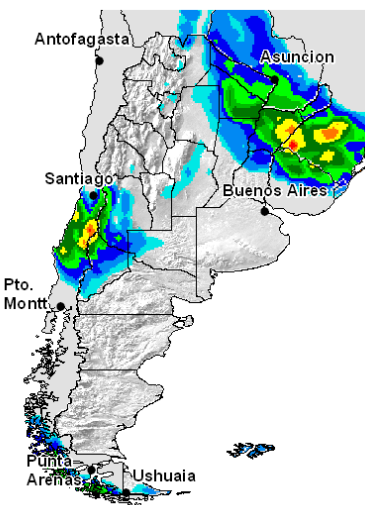 Antofagasta
Asuncion
Santiago
Buenos Aires
Pto.
Montt
Punta
Arenas
Ushuaia